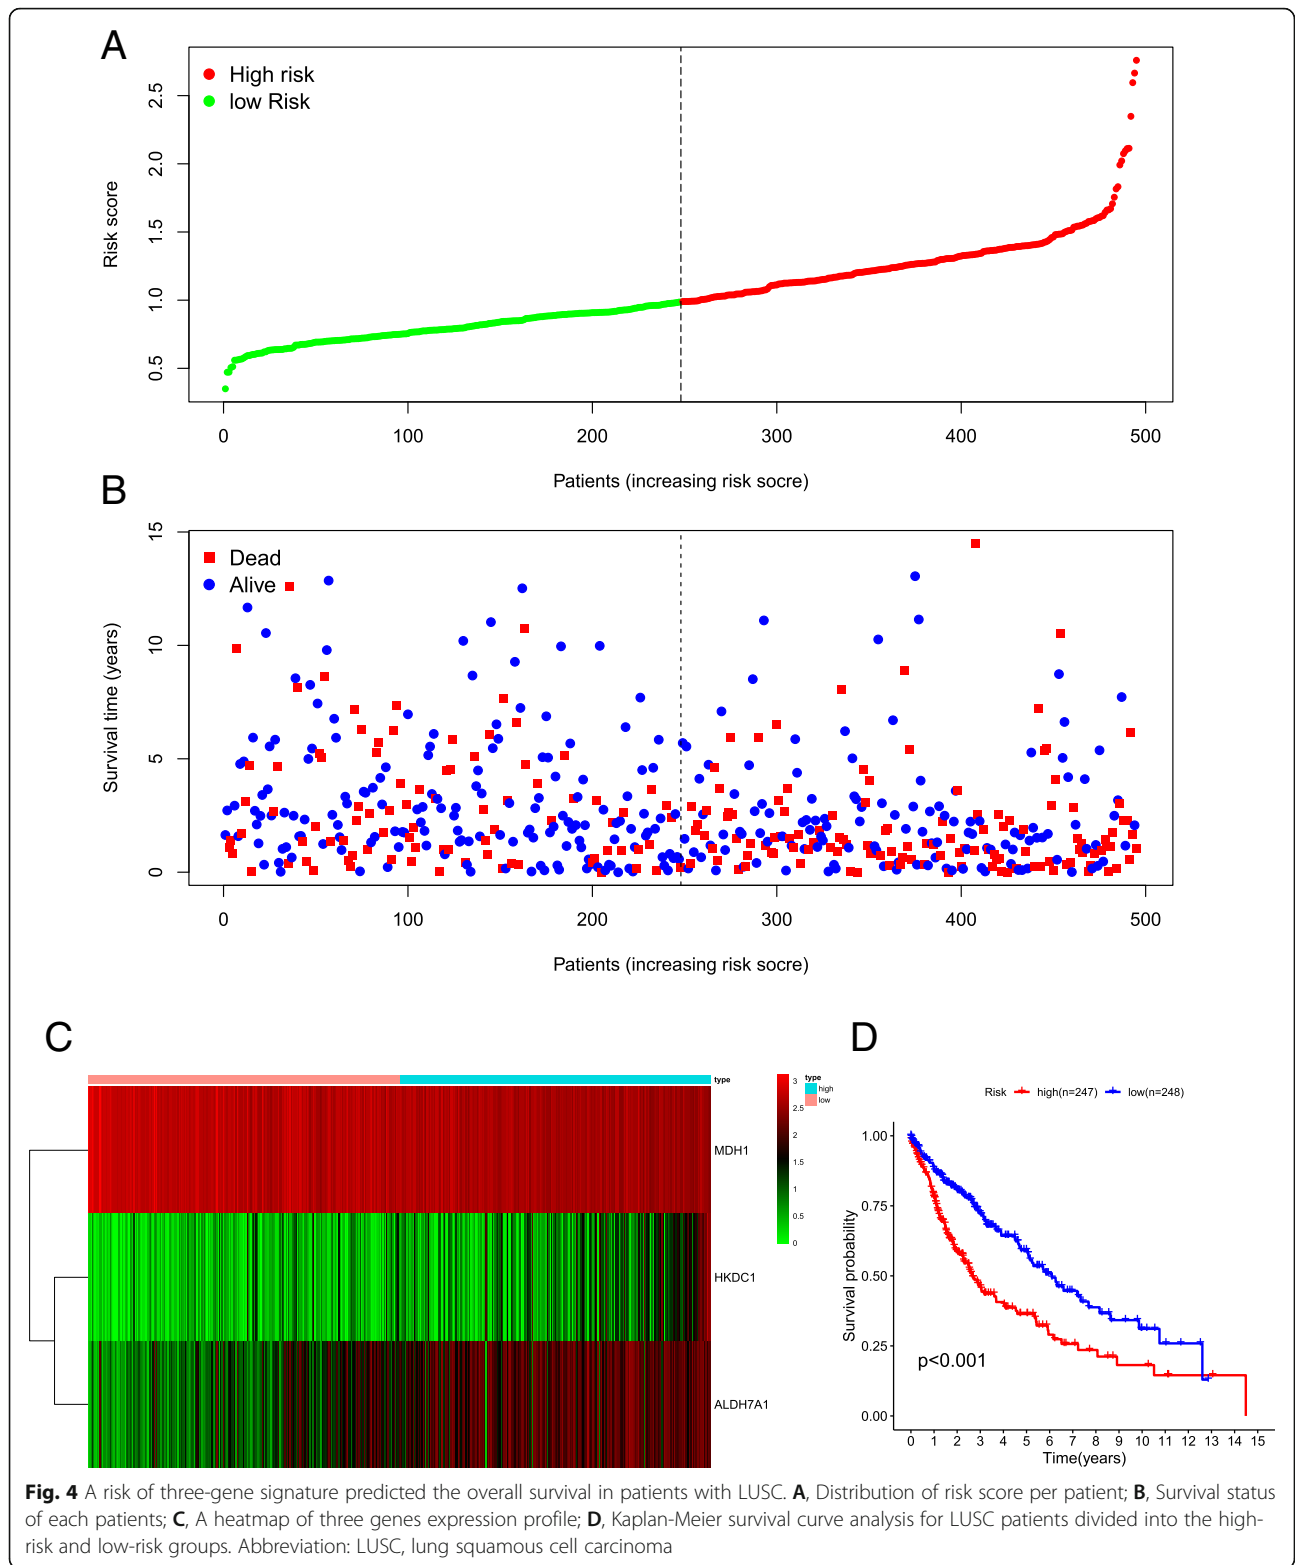 A
High risk
low Risk
Risk score
0.5
1.0
1.5
2.0
2.5
0
100
200
300
400
500
Patients (increasing risk socre)
B
Dead
Alive
Survival time (years)
0
5
10
15
0
100
200
300
400
500
Patients (increasing risk socre)
C
type
MDH1
HKDC1
ALDH7A1
3
2.5
2
1.5
1
0.5
0
type
high
low
D
Risk high(n=247) low(n=248)
Survival probability
1.00
0.75
0.50
0.25
0.00
p<0.001
0 1 2 3 4 5 6 7 8 9 10 11 12 13 14 15
Time(years)
Fig. 4 A risk of three-gene signature predicted the overall survival in patients with LUSC. A, Distribution of risk score per patient; B, Survival status
of each patients; C, A heatmap of three genes expression profile; D, Kaplan-Meier survival curve analysis for LUSC patients divided into the high-
risk and low-risk groups. Abbreviation: LUSC, lung squamous cell carcinoma